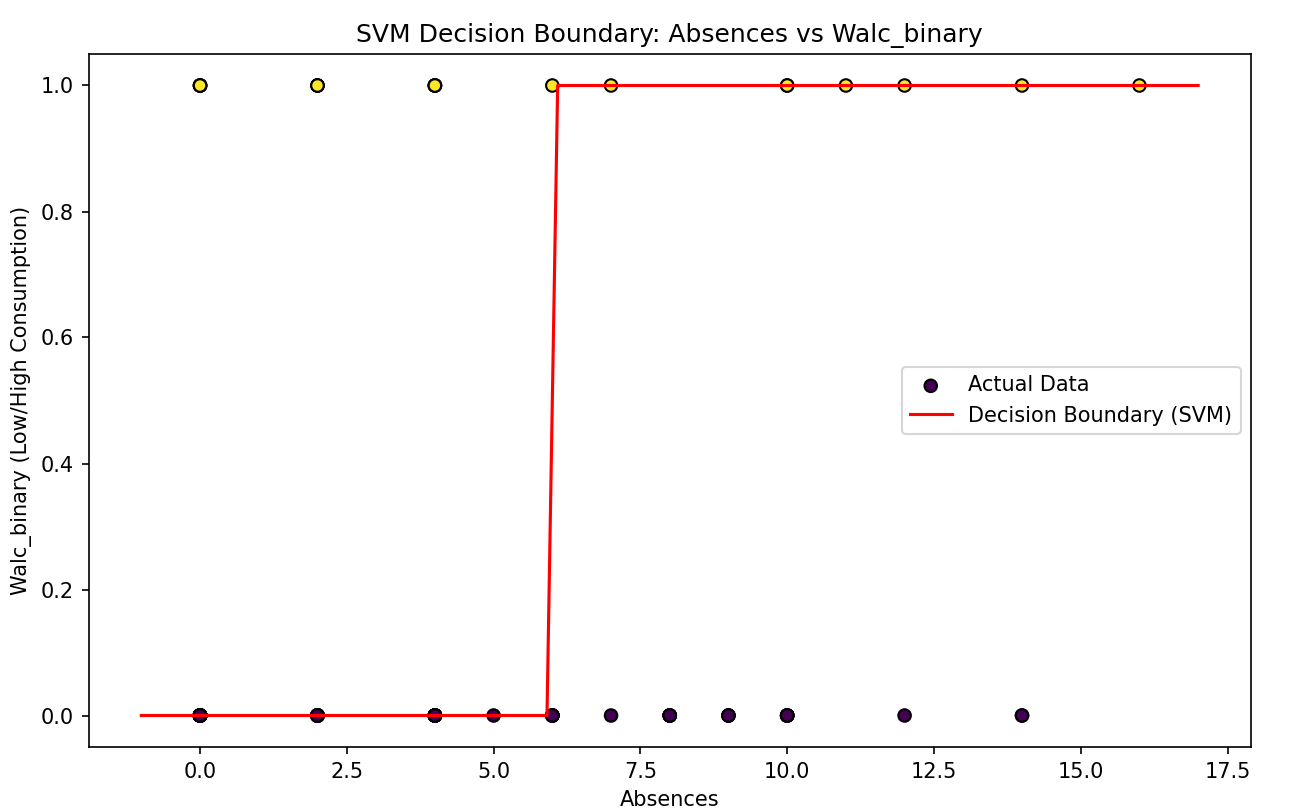 SVM Decision Boundary: Absences vs Walc_binary
Walc_binary (Low/High Consumption)
1.0
0.8
0.6
0.4
0.2
0.0
Actual Data
Decision Boundary (SVM)
0.0 2.5 5.0 7.5 10.0 12.5 15.0 17.5
Absences